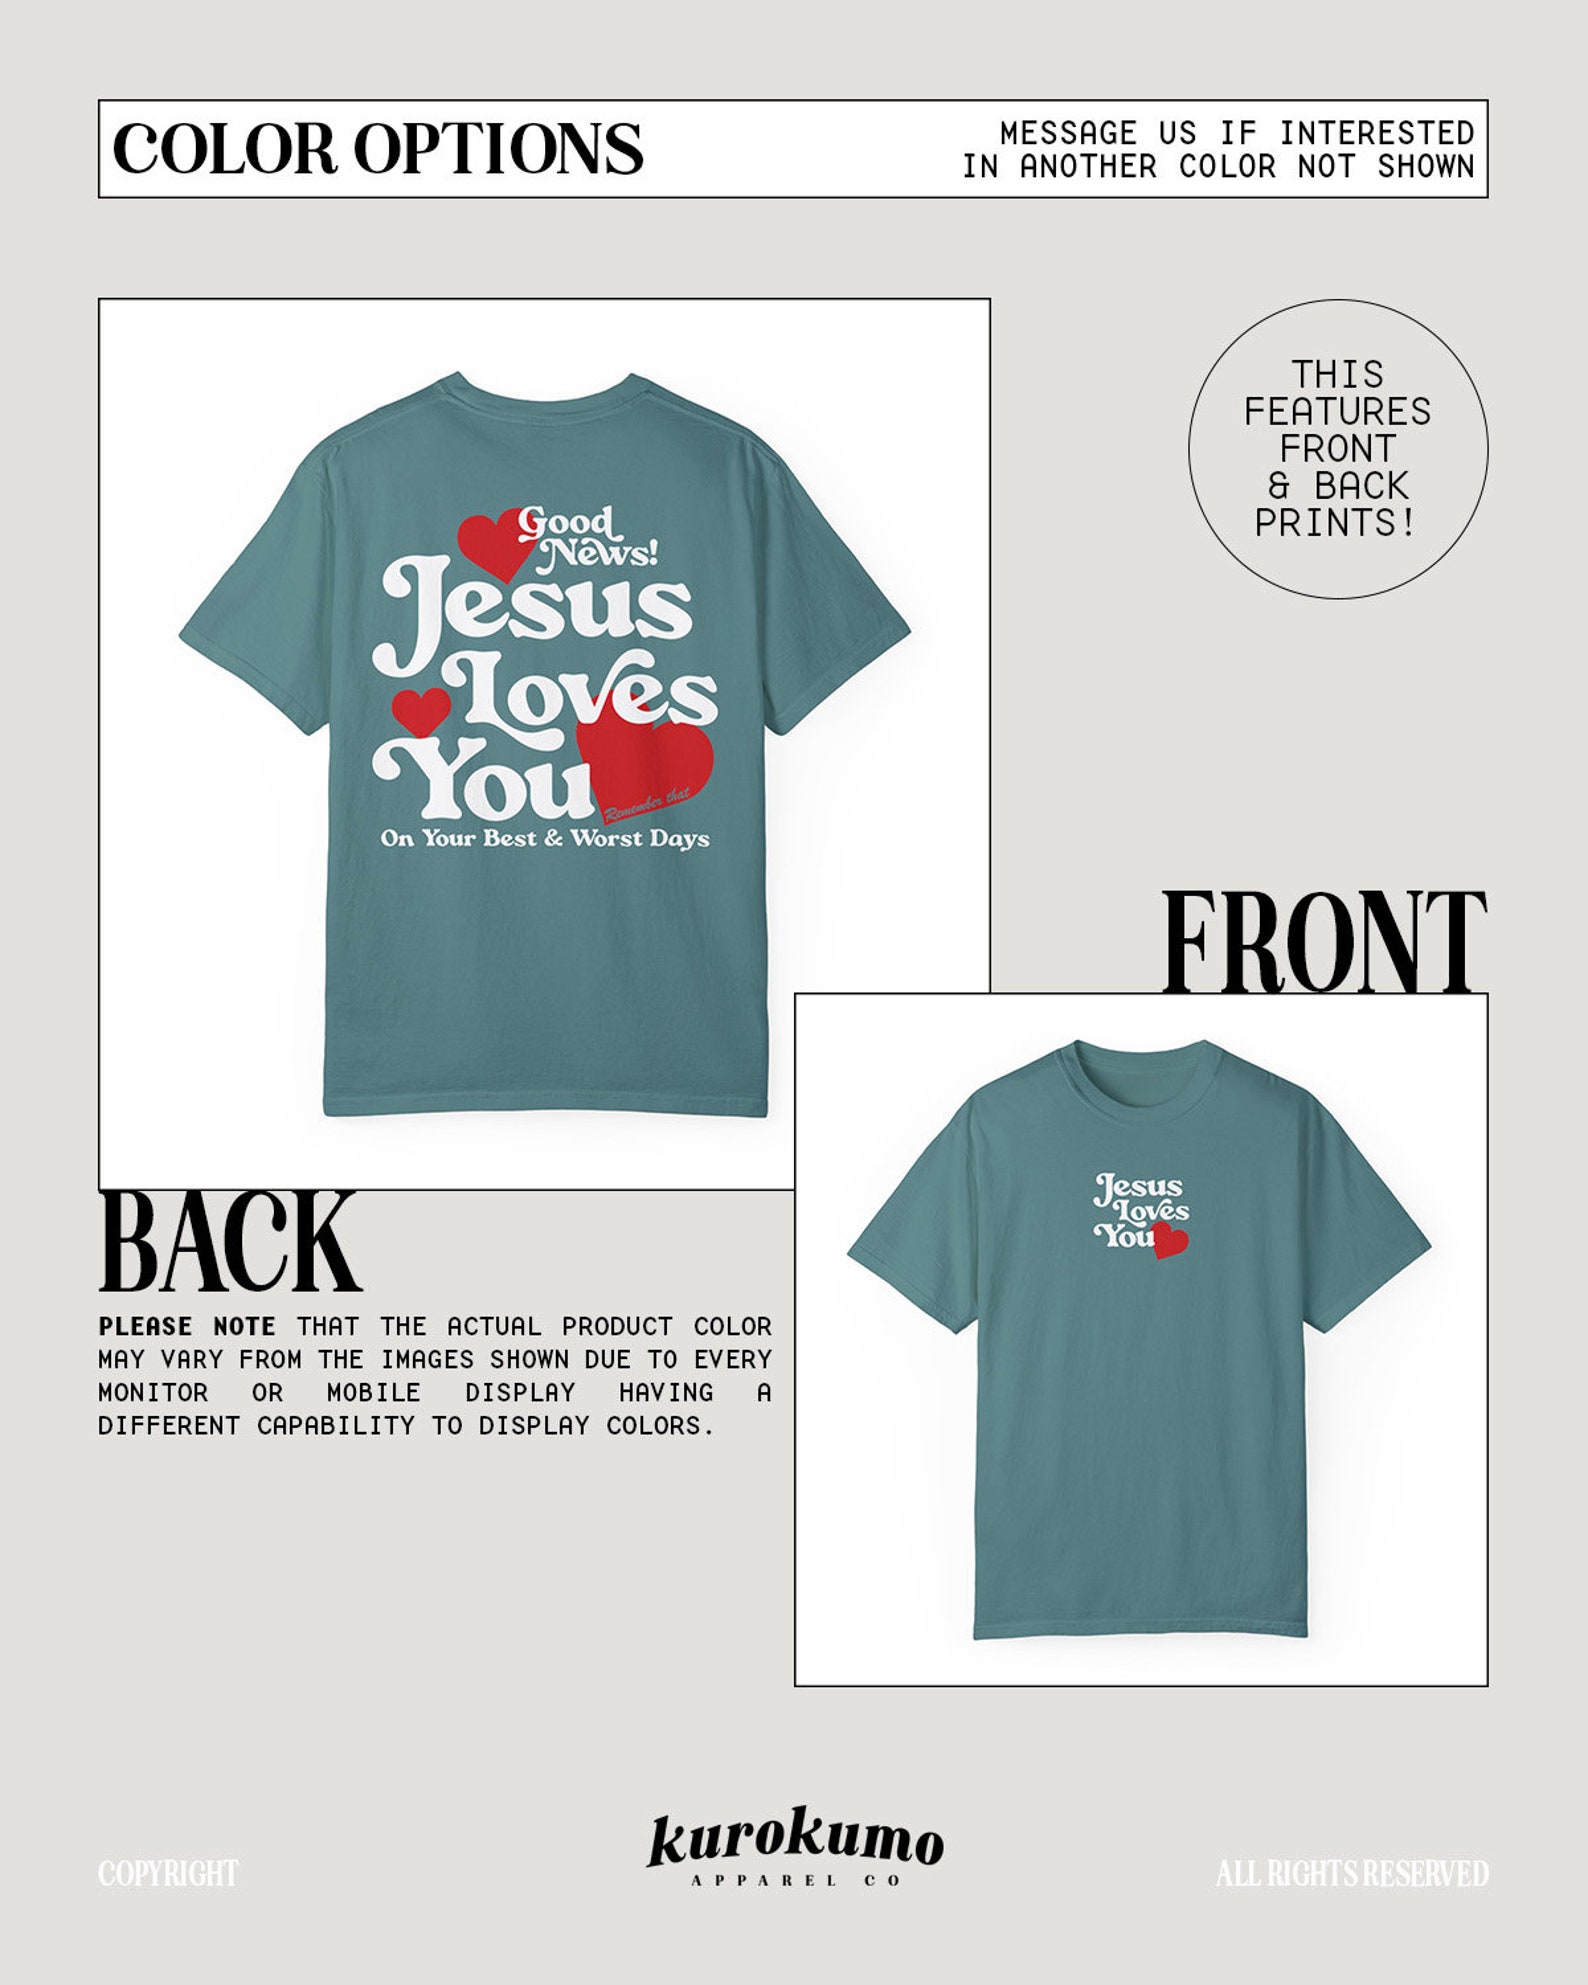 COLOR OPTIONS
MESSAGE US IF INTERESTED
IN ANOTHER COLOR NOT SHOWN
THIS
FEATURES
FRONT
& BACK
PRINTS!
Good
News!
Jesus
Loves
You
Remember that
On Your Best & Worst Days
BACK
PLEASE NOTE THAT THE ACTUAL PRODUCT COLOR
MAY VARY FROM THE IMAGES SHOWN DUE TO EVERY
MONITOR OR MOBILE DISPLAY HAVING A
DIFFERENT CAPABILITY TO DISPLAY COLORS.
FRONT
Jesus
Loves
You
COPYRIGHT
kurokumo
APPAREL CO
ALL RIGHTS RESERVED